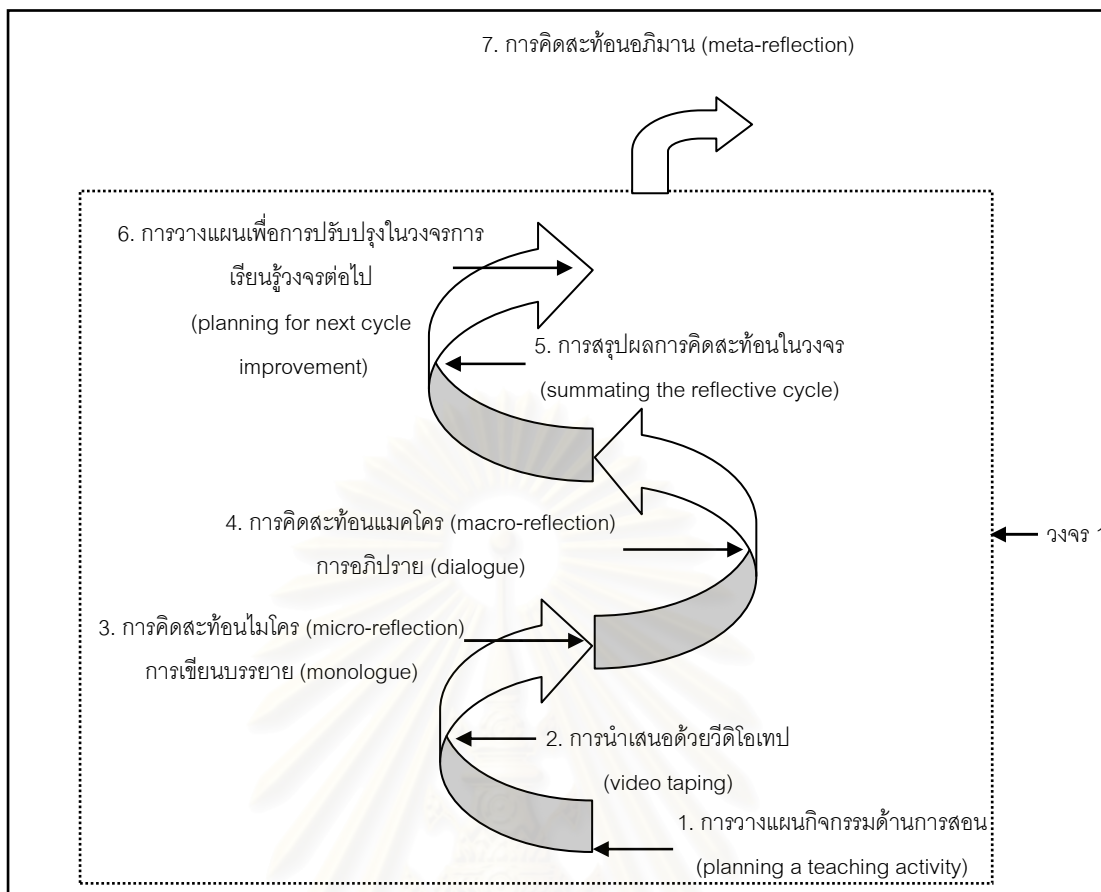 7. การคิดสะท้อนอภิมาน (meta-reflection)
6. การวางแผนเพื่อการปรับปรุงในวงจรการ
เรียนรู้วงจรต่อไป
(planning for next cycle
improvement)
5. การสรุปผลการคิดสะท้อนในวงจร
(summating the reflective cycle)
4. การคิดสะท้อนแมคโคร (macro-reflection)
การอภิปราย (dialogue)
วงจร 1
3. การคิดสะท้อนไมโคร (micro-reflection)
การเขียนบรรยาย (monologue)
2. การนำเสนอด้วยวีดิโอเทป
(video taping)
1. การวางแผนกิจกรรมด้านการสอน
(planning a teaching activity)